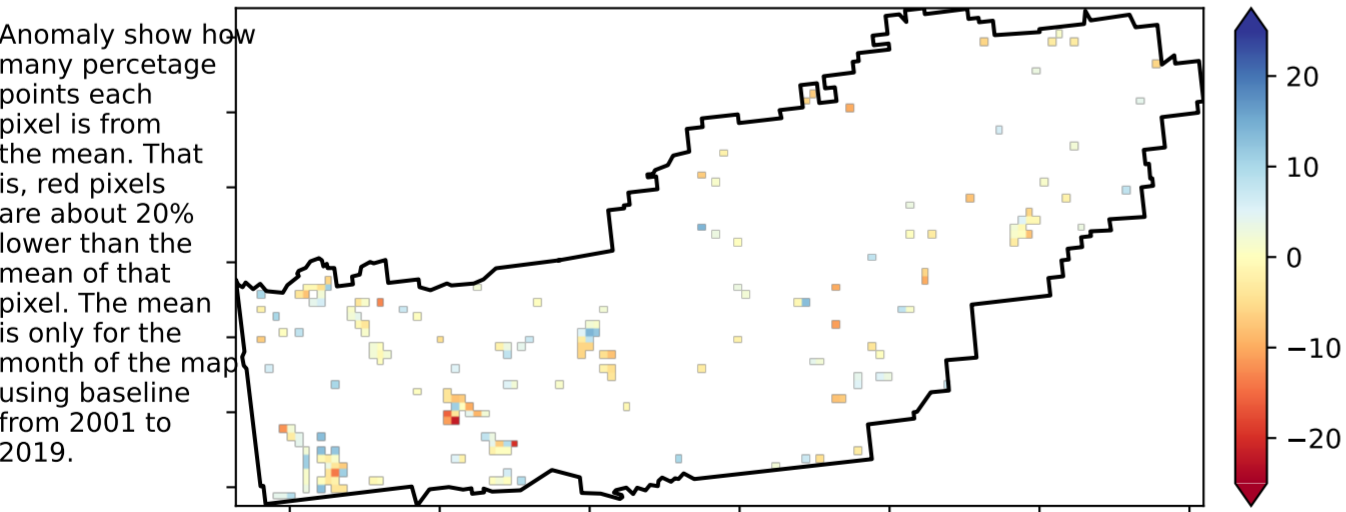 Anomaly show how
many percetage
points each
pixel is from
the mean. That
is, red pixels
are about 20%
lower than the
mean of that
pixel. The mean
is only for the
month of the map
using baseline
from 2001 to
2019.
20
10
0
−10
−20